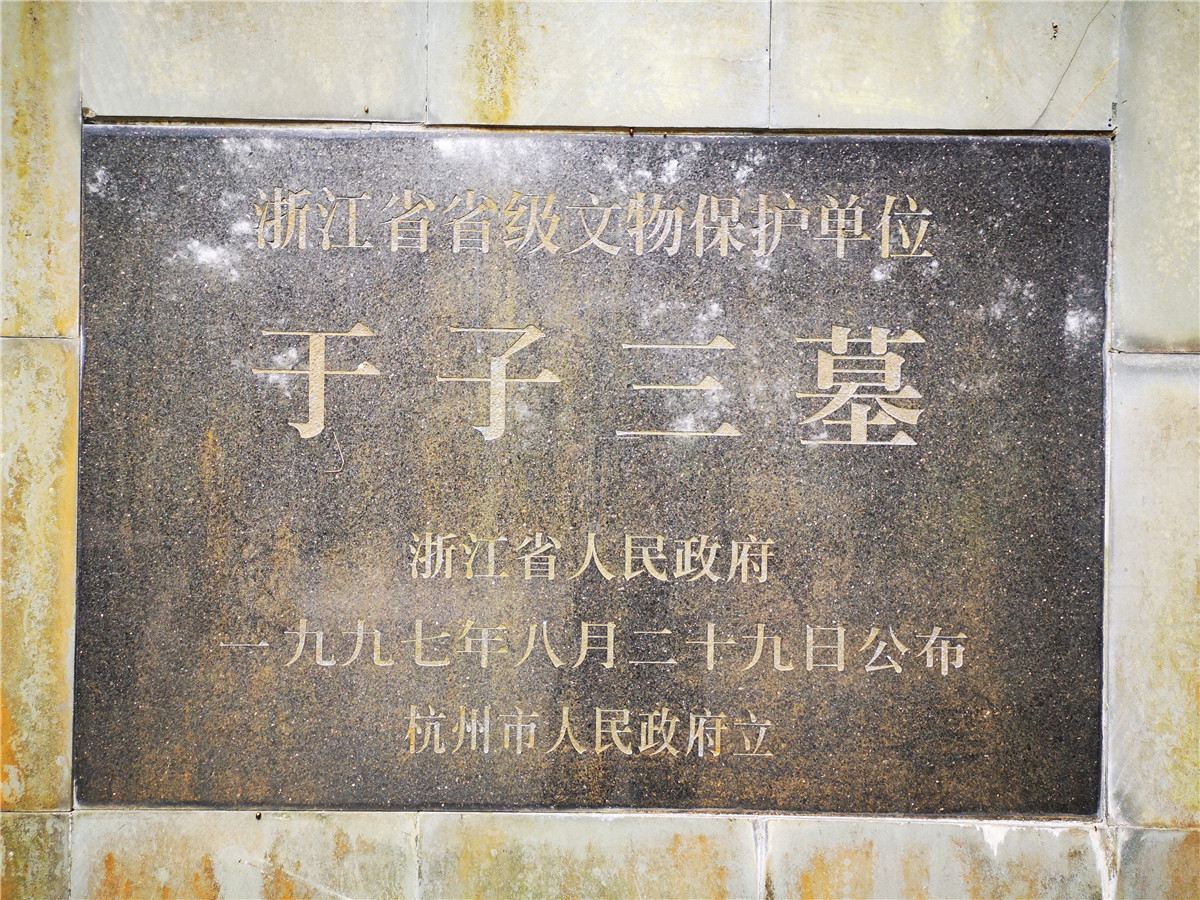 浙江省省级文物保护单位
于子三墓
浙江省人民政府
一九九七年八月二十九日公布
杭州市人民政府立